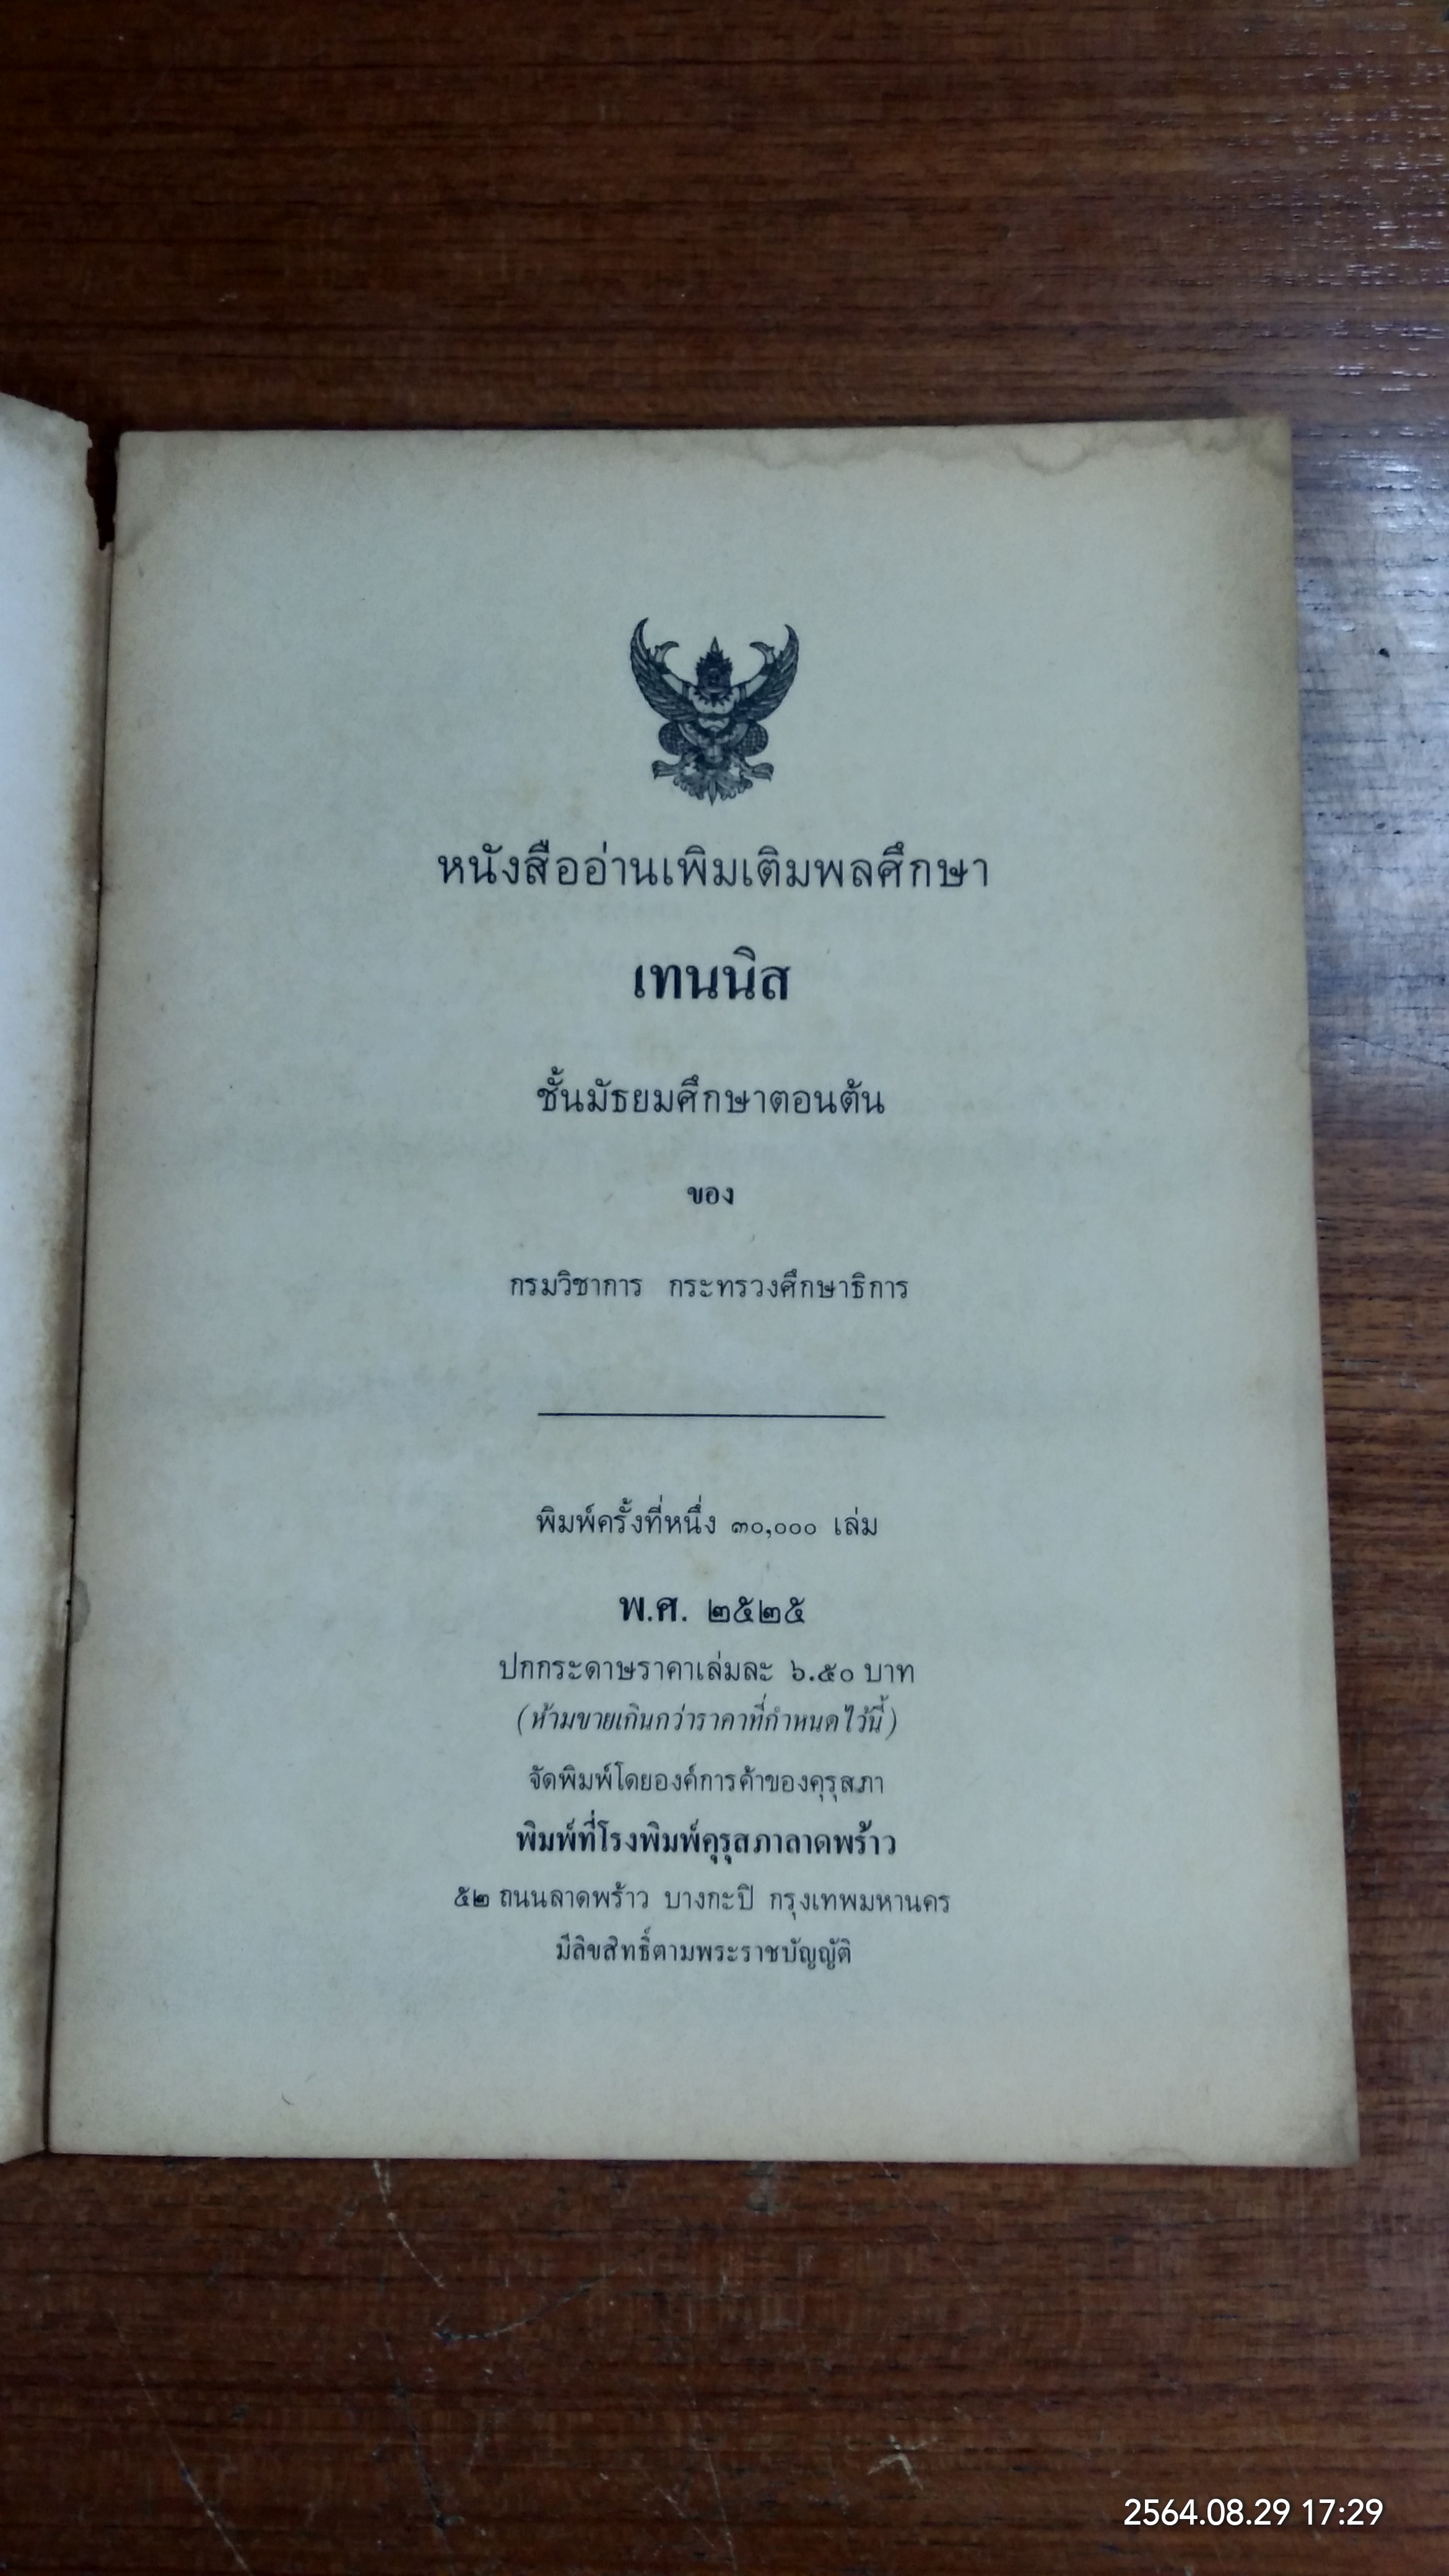 หนังสืออ่านเพิ่มเติมพลศึกษา
เทนนิส
ชั้นมัธยมศึกษาตอนต้น
ของ
กรมวิชาการ กระทรวงศึกษาธิการ
พิมพ์ครั้งที่หนึ่ง ๓๐,๐๐๐ เล่ม
พ.ศ. ๒๕๒๕
ปกกระดาษราคาเล่มละ ๖.๕๐ บาท
(ห้ามขายเกินกว่าราคาที่กำหนดไว้นี้)
จัดพิมพ์โดยองค์การค้าของคุรุสภา
พิมพ์ที่โรงพิมพ์คุรุสภาลาดพร้าว
๕๒ ถนนลาดพร้าว บางกะปิ กรุงเทพมหานคร
มีลิขสิทธิ์ตามพระราชบัญญัติ
2564.08.29 17:29